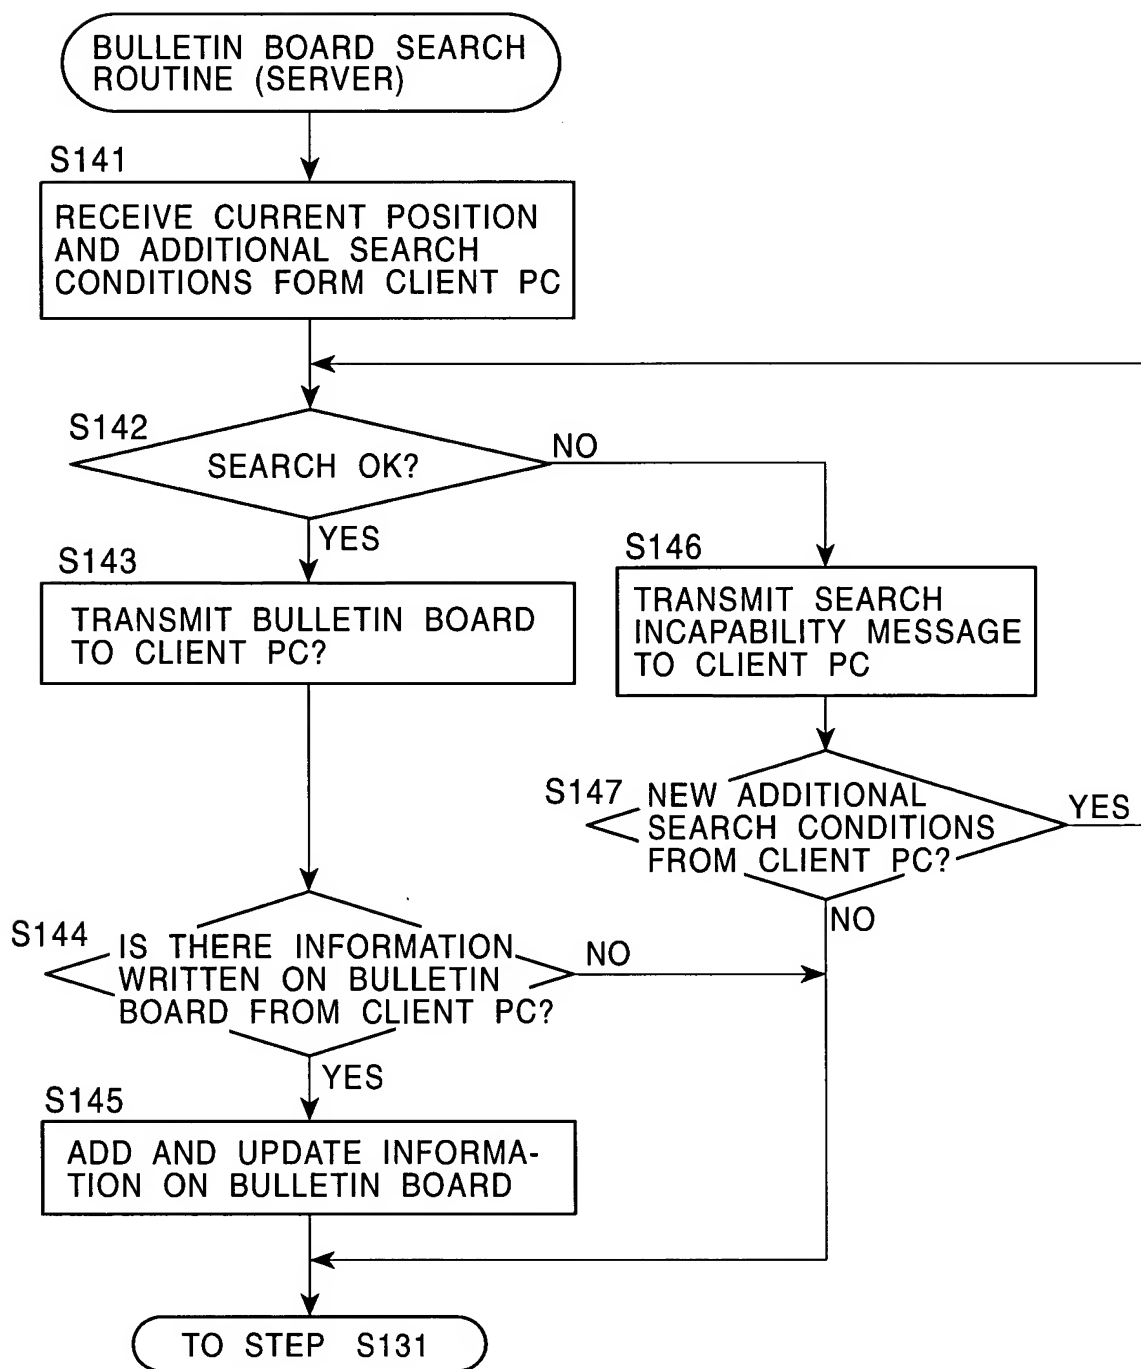 BULLETIN BOARD SEARCH
ROUTINE (SERVER)
S141
RECEIVE CURRENT POSITION
AND ADDITIONAL SEARCH
CONDITIONS FORM CLIENT PC
S142
SEARCH OK?
NO
YES
S143
TRANSMIT BULLETIN BOARD
TO CLIENT PC?
S146
TRANSMIT SEARCH
INCAPABILITY MESSAGE
TO CLIENT PC
S147
NEW ADDITIONAL
SEARCH CONDITIONS
FROM CLIENT PC?
YES
NO
S144
IS THERE INFORMATION
WRITTEN ON BULLETIN
BOARD FROM CLIENT PC?
NO
YES
S145
ADD AND UPDATE INFORMA-
TION ON BULLETIN BOARD
TO STEP S131